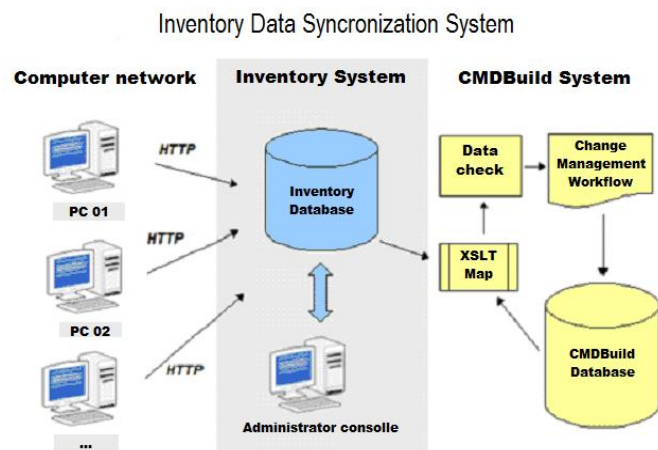 Inventory Data Syncronization System
Computer network
Inventory System
CMDBuild System
HTTP
PC 01
HTTP
PC 02
HTTP
...
Inventory
Database
Administrator consolle
Data
check
Change
Management
Workflow
XSLT
Map
CMDBuild
Database